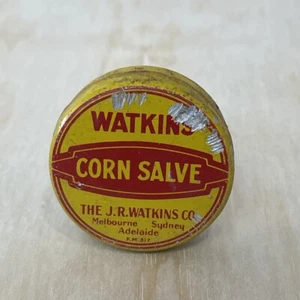 WATKINS
CORN SALVE
THE J.R.WATKINS CO.
Melbourne Sydney
Adelaide